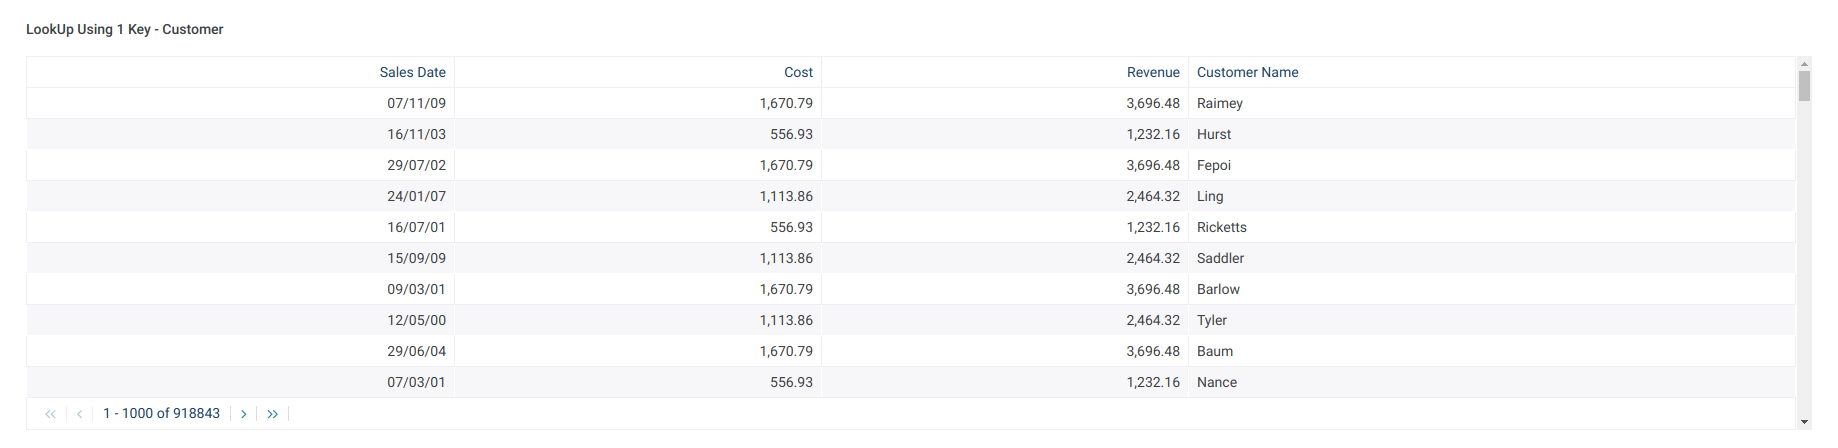 LookUp Using 1 Key - Customer
Sales Date Cost Revenue Customer Name
07/11/09 1,670.79 3,696.48 Raimey
16/11/03 556.93 1,232.16 Hurst
29/07/02 1,670.79 3,696.48 Fepoi
24/01/07 1,113.86 2,464.32 Ling
16/07/01 556.93 1,232.16 Ricketts
15/09/09 1,113.86 2,464.32 Saddler
09/03/01 1,670.79 3,696.48 Barlow
12/05/00 1,113.86 2,464.32 Tyler
29/06/04 1,670.79 3,696.48 Baum
07/03/01 556.93 1,232.16 Nance
1 - 1000 of 918843